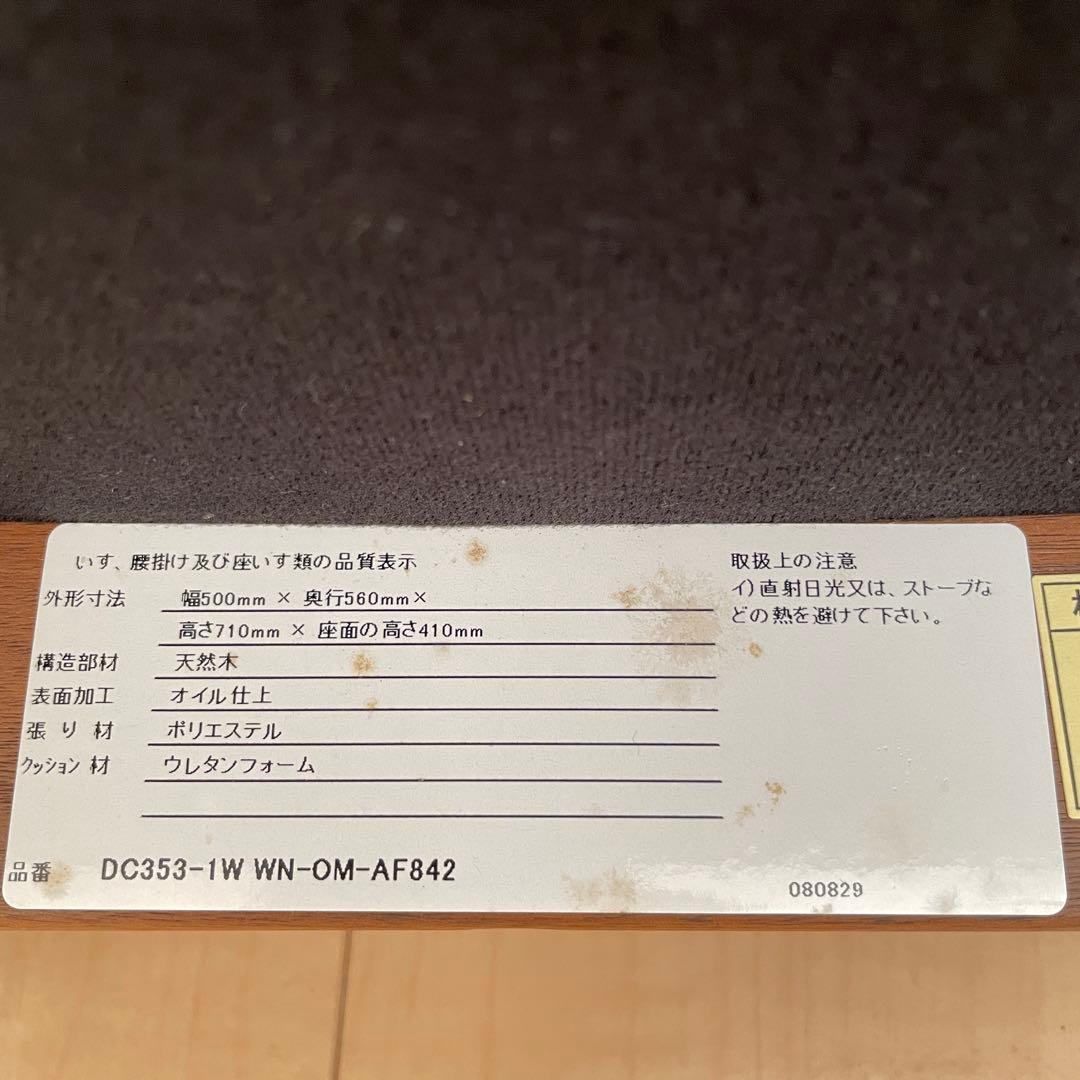 いす、腰掛け及び座いす類の品質表示
外形寸法 幅500mm × 奥行560mm×
高さ710mm × 座面の高さ410mm
構造部材 天然木
表面加工 オイル仕上
張り材 ポリエステル
クッション材 ウレタンフォーム
品番 DC353-1W WN-OM-AF842
取扱上の注意
イ)直射日光又は、ストーブな
どの熱を避けて下さい。
080829